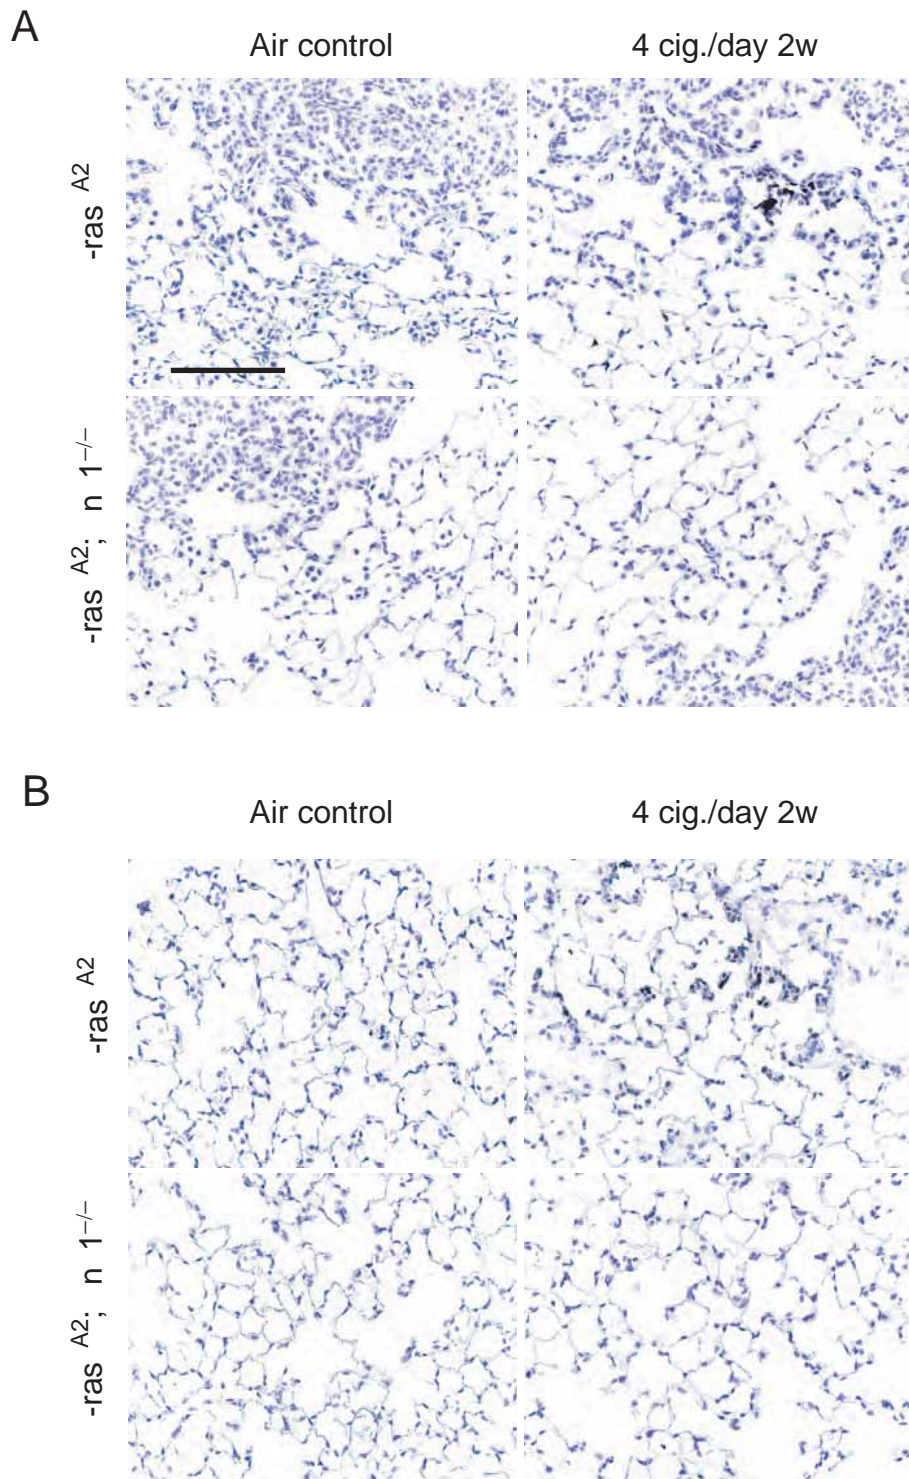 A
Air control
4 cig./day 2w
-ras A2
-ras A2; n 1−/−
B
Air control
4 cig./day 2w
-ras A2
-ras A2; n 1−/−